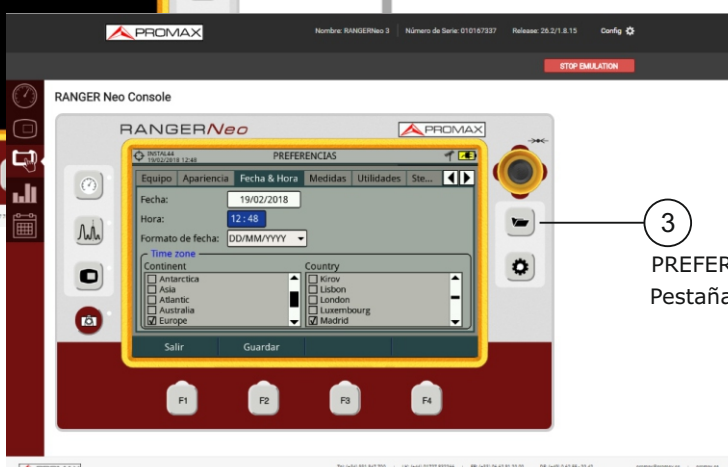 PROMAX
Nombre: RANGERNeo 3 Número de Serie: 010167337 Release: 26.2/1.8.15 Config
STOP EMULATION
RANGER Neo Console
RANGERNeo PROMAX
INSTAL44
19/02/2018 12:48 PREFERENCIAS
Equipo Apariencia Fecha & Hora Medidas Utilidades Ste...
Fecha: 19/02/2018
Hora: 12:48
Formato de fecha: DD/MM/YYYY
Time zone
Continent Country
Antarctica Kirov
Asia Lisbon
Atlantic London
Australia Luxembourg
Europe Madrid
Salir Guardar
F1 F2 F3 F4
3
PREFER
Pestaña